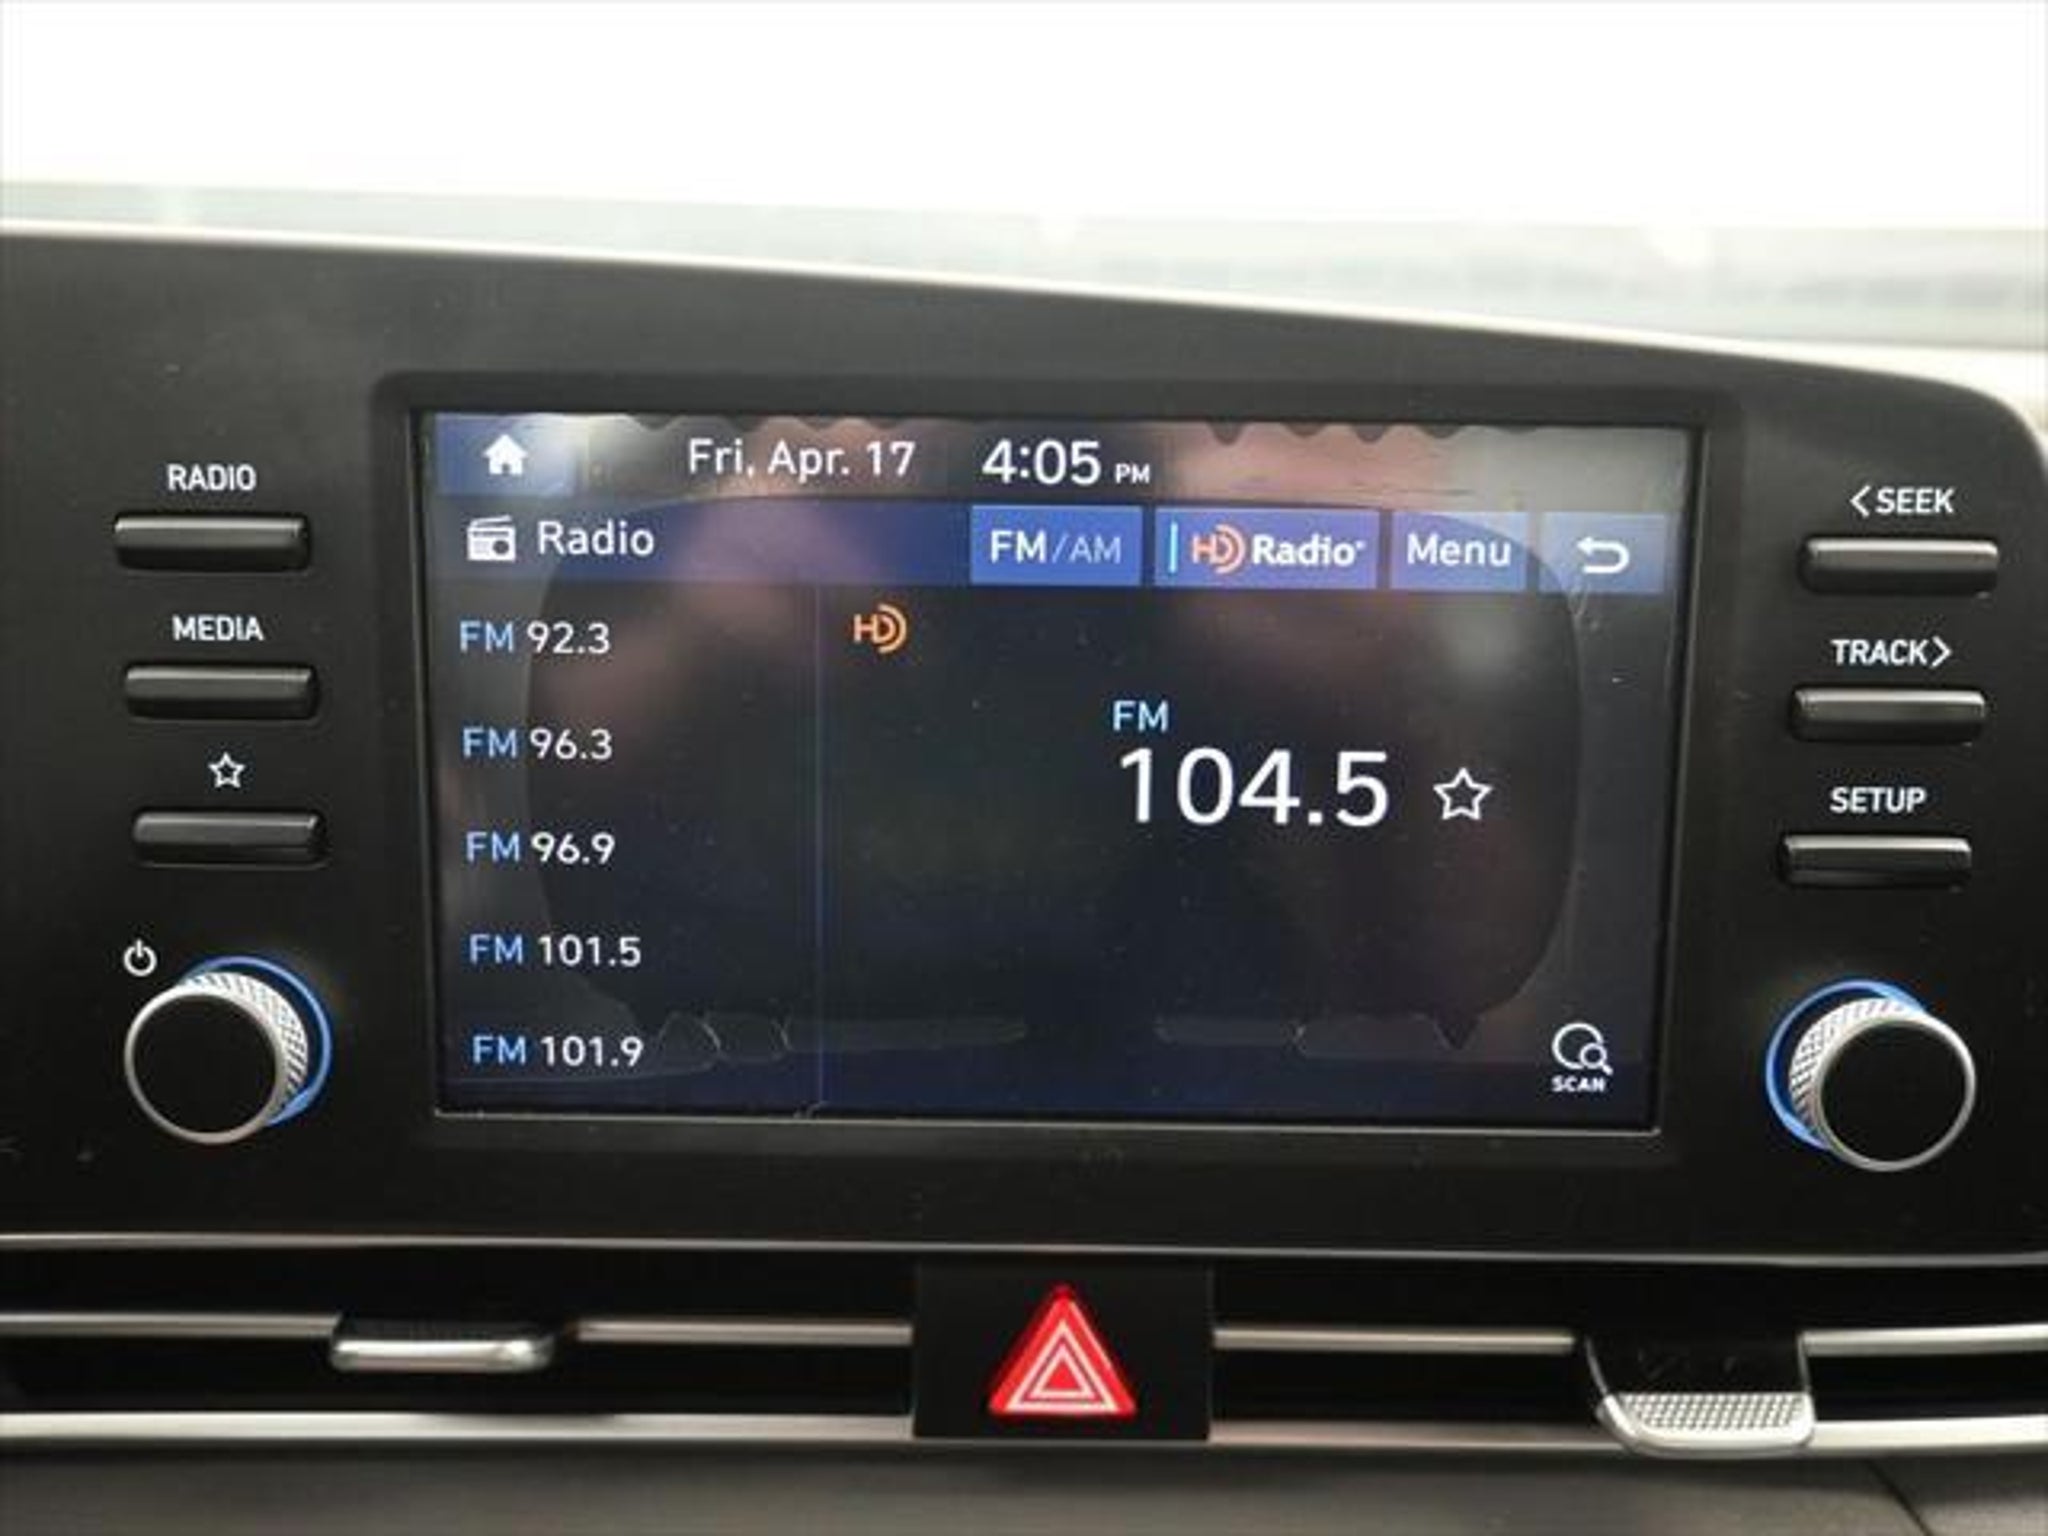 Fri, Apr. 17 4:05 PM
RADIO
<SEEK
Radio FM/AM HD Radio Menu
MEDIA
FM 92.3
HD
TRACK>
FM 96.3
FM
104.5
SETUP
FM 96.9
FM 101.5
FM 101.9
SCAN